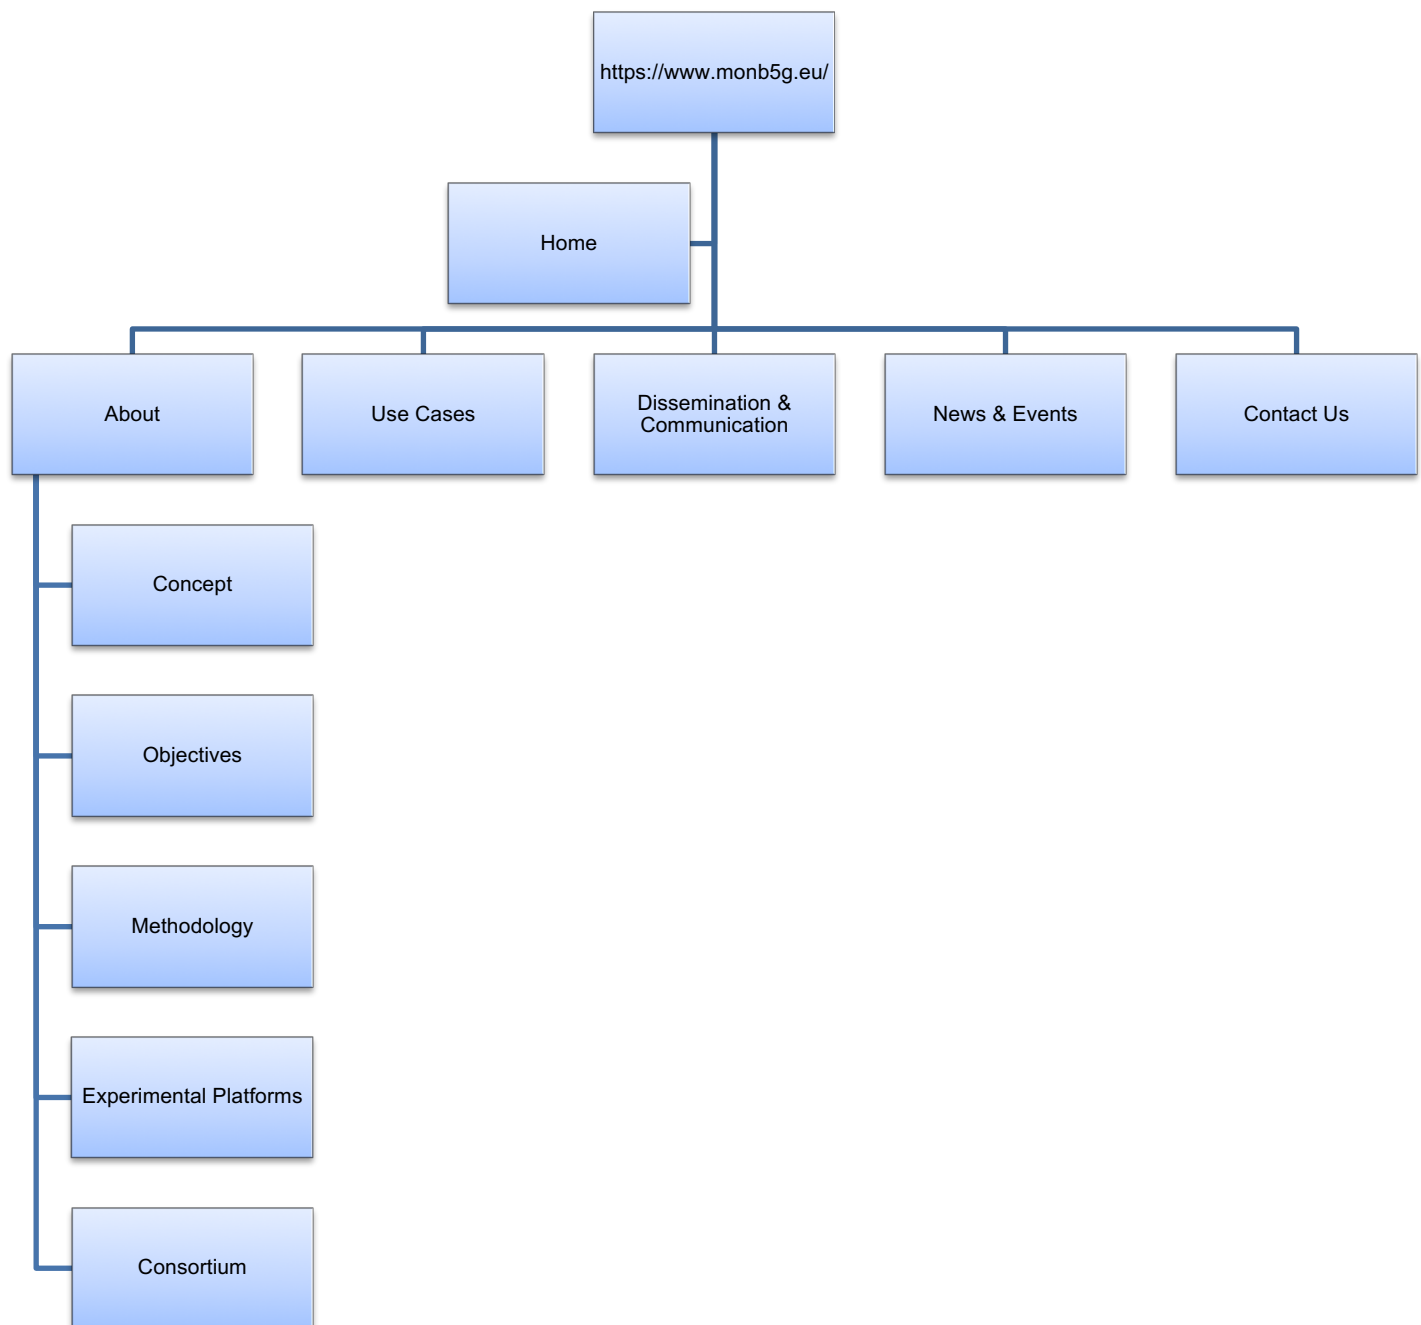 https://www.monb5g.eu/
Home
About
Use Cases
Dissemination &
Communication
News & Events
Contact Us
Concept
Objectives
Methodology
Experimental Platforms
Consortium